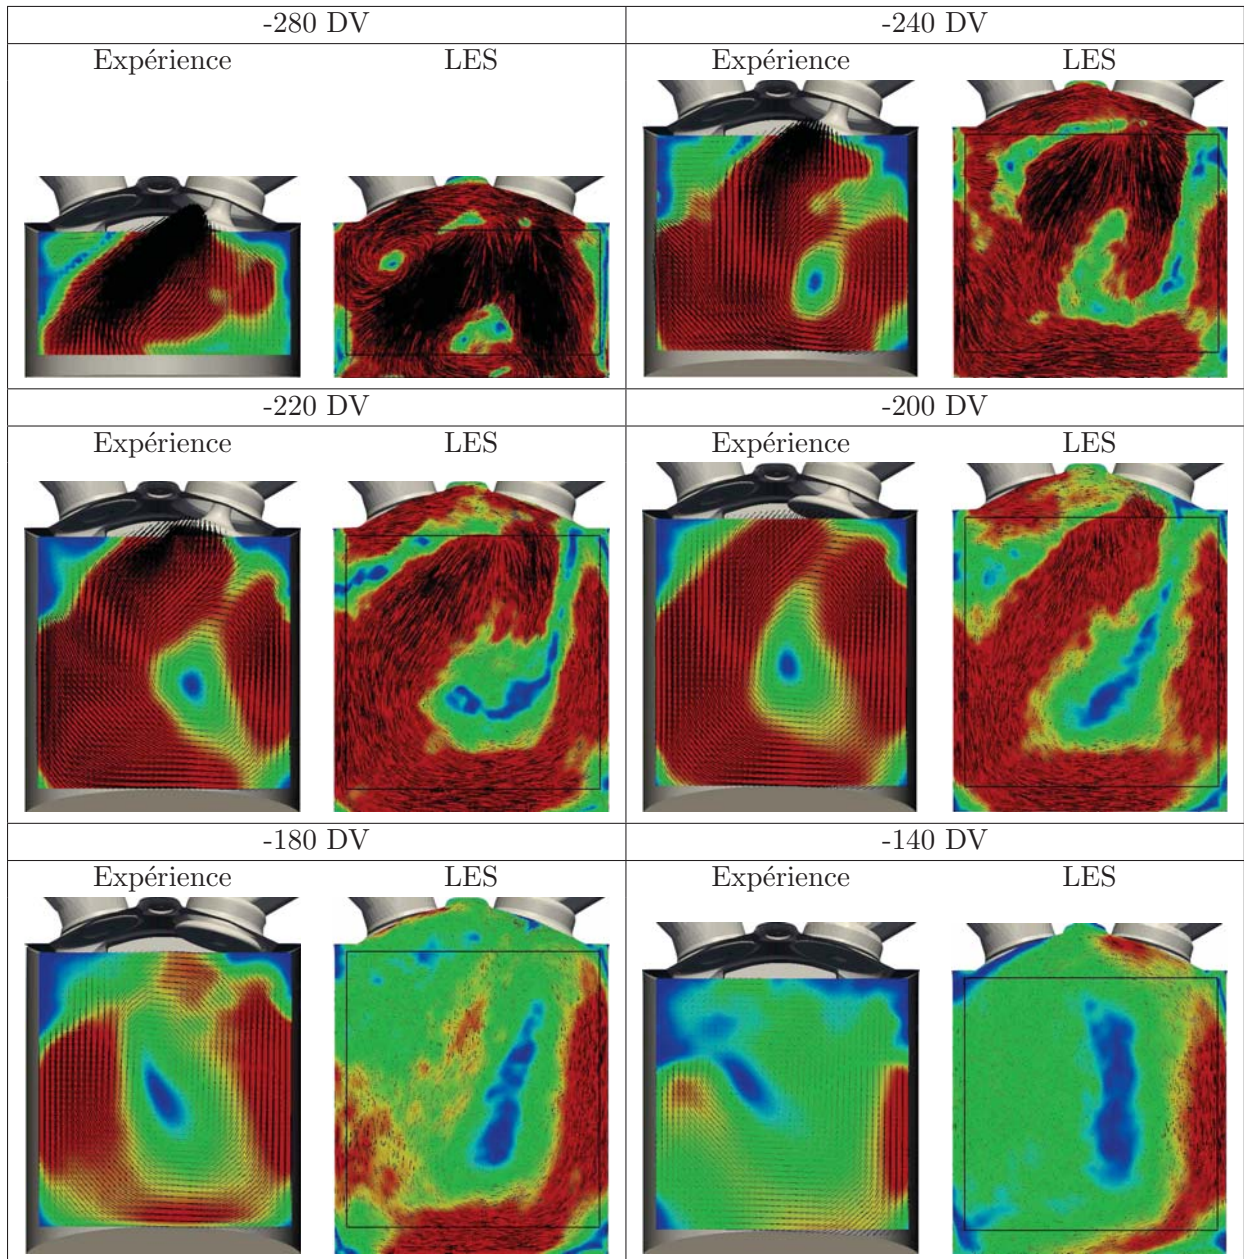 -280 DV
-240 DV
Expérience
LES
Expérience
LES
-220 DV
-200 DV
Expérience
LES
Expérience
LES
-180 DV
-140 DV
Expérience
LES
Expérience
LES